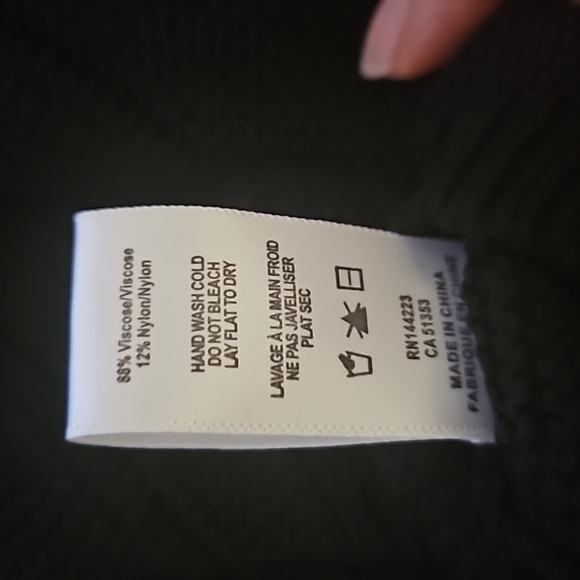 88% Viscose/Viscose
12% Nylon/Nylon
HAND WASH COLD
DO NOT BLEACH
LAY FLAT TO DRY
LAVAGE À LA MAIN FROID
NE PAS JAVELLISER
PLAT SEC
RN144223
CA 51353
MADE IN CHINA
FABRIQUE EN CHINE